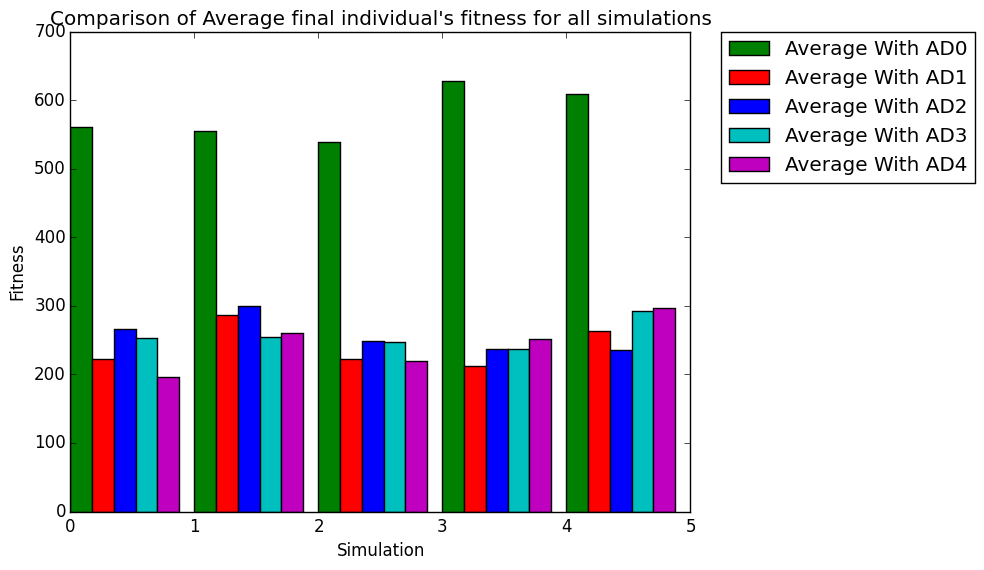 Comparison of Average final individual's fitness for all simulations
700
600
500
400
300
200
100
0
Fitness
0 1 2 3 4 5
Simulation
Average With AD0
Average With AD1
Average With AD2
Average With AD3
Average With AD4